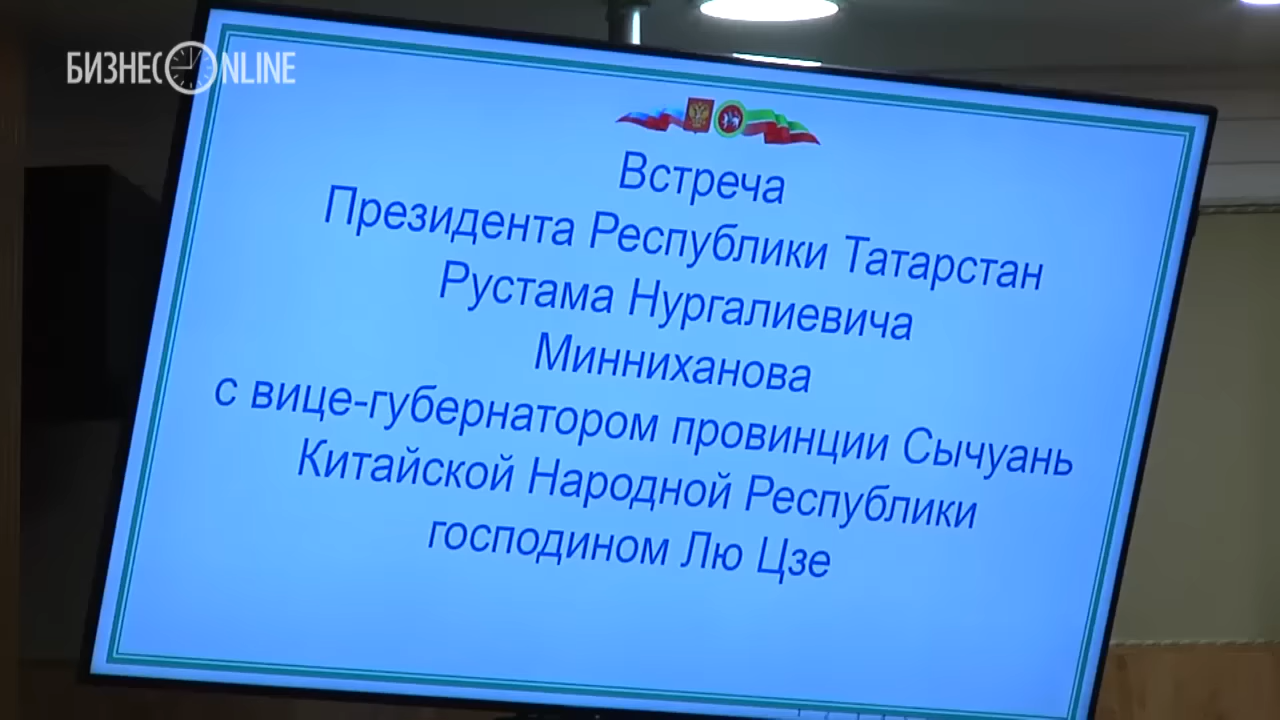 БИЗНЕС ONLINE
Встреча
Президента Республики Татарстан
Рустама Нургалиевича
Минниханова
с вице-губернатором провинции Сычуань
Китайской Народной Республики
господином Лю Цзе